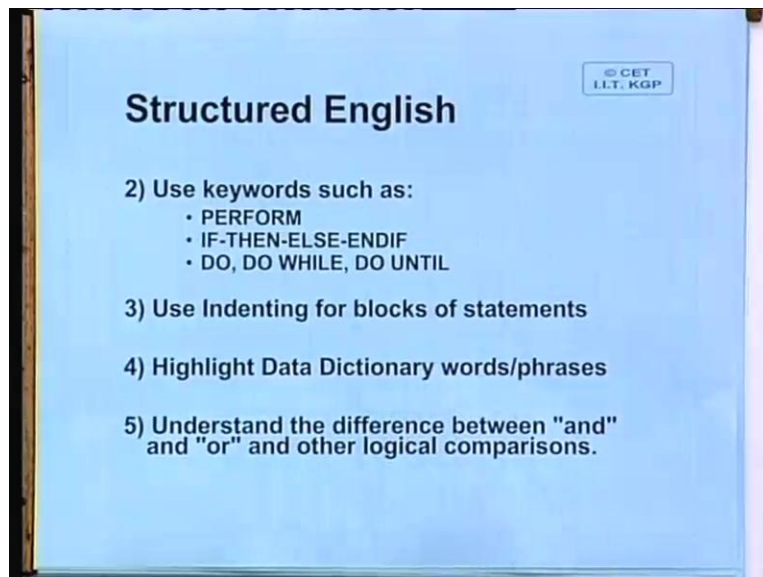 © CET
I.I.T. KGP
Structured English
2) Use keywords such as:
• PERFORM
• IF-THEN-ELSE-ENDIF
• DO, DO WHILE, DO UNTIL
3) Use Indenting for blocks of statements
4) Highlight Data Dictionary words/phrases
5) Understand the difference between "and"
and "or" and other logical comparisons.